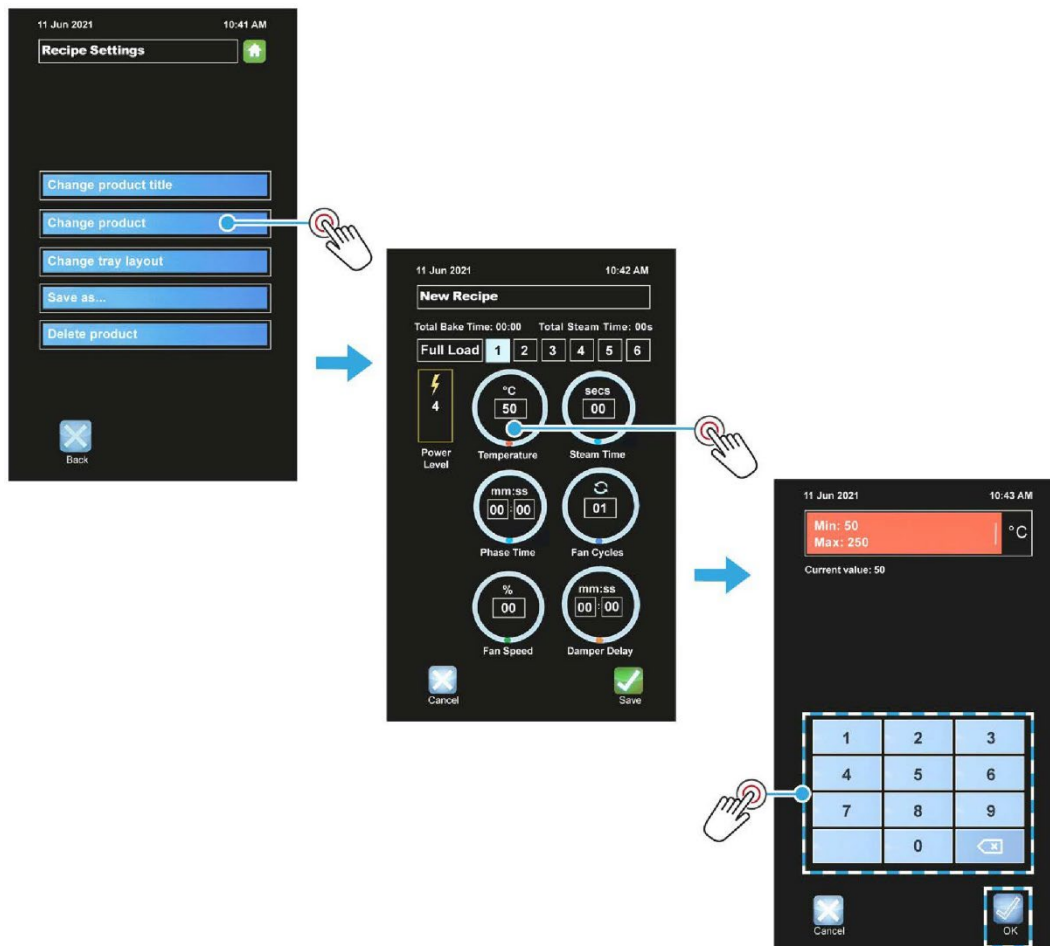 11 Jun 2021 10:41 AM
Recipe Settings
Change product title
Change product
Change tray layout
Save as...
Delete product
Back
11 Jun 2021 10:42 AM
New Recipe
Total Bake Time: 00:00 Total Steam Time: 00s
Full Load 1 2 3 4 5 6
4
Power
Level
°C
50
Temperature
secs
00
Steam Time
mm:ss
00:00
Phase Time
01
Fan Cycles
%
00
Fan Speed
mm:ss
00:00
Damper Delay
Cancel
Save
11 Jun 2021 10:43 AM
Min: 50
Max: 250
°C
Current value: 50
1 2 3
4 5 6
7 8 9
0
Cancel
OK